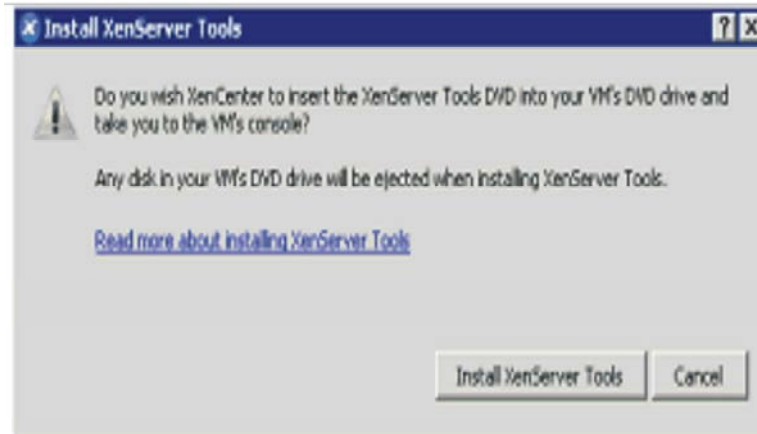 Install XenServer Tools
Do you wish XenCenter to insert the XenServer Tools DVD into your VM's DVD drive and
take you to the VM's console?
Any disk in your VM's DVD drive will be ejected when installing XenServer Tools.
Read more about installing XenServer Tools
Install XenServer Tools
Cancel